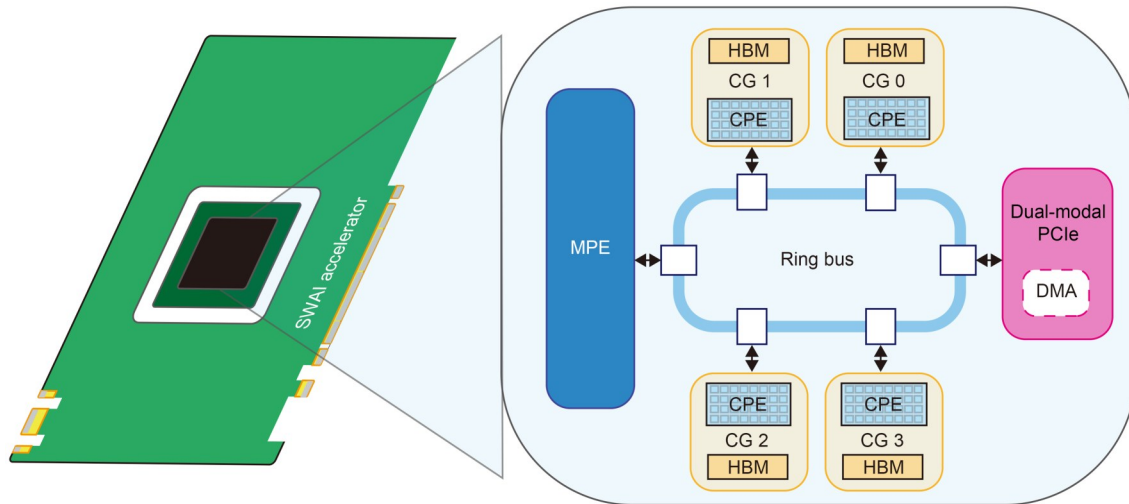 SWAI accelerator
HBM
CG 1
CPE
HBM
CG 0
CPE
MPE
Ring bus
Dual-modal
PCIe
DMA
CPE
CG 2
HBM
CPE
CG 3
HBM